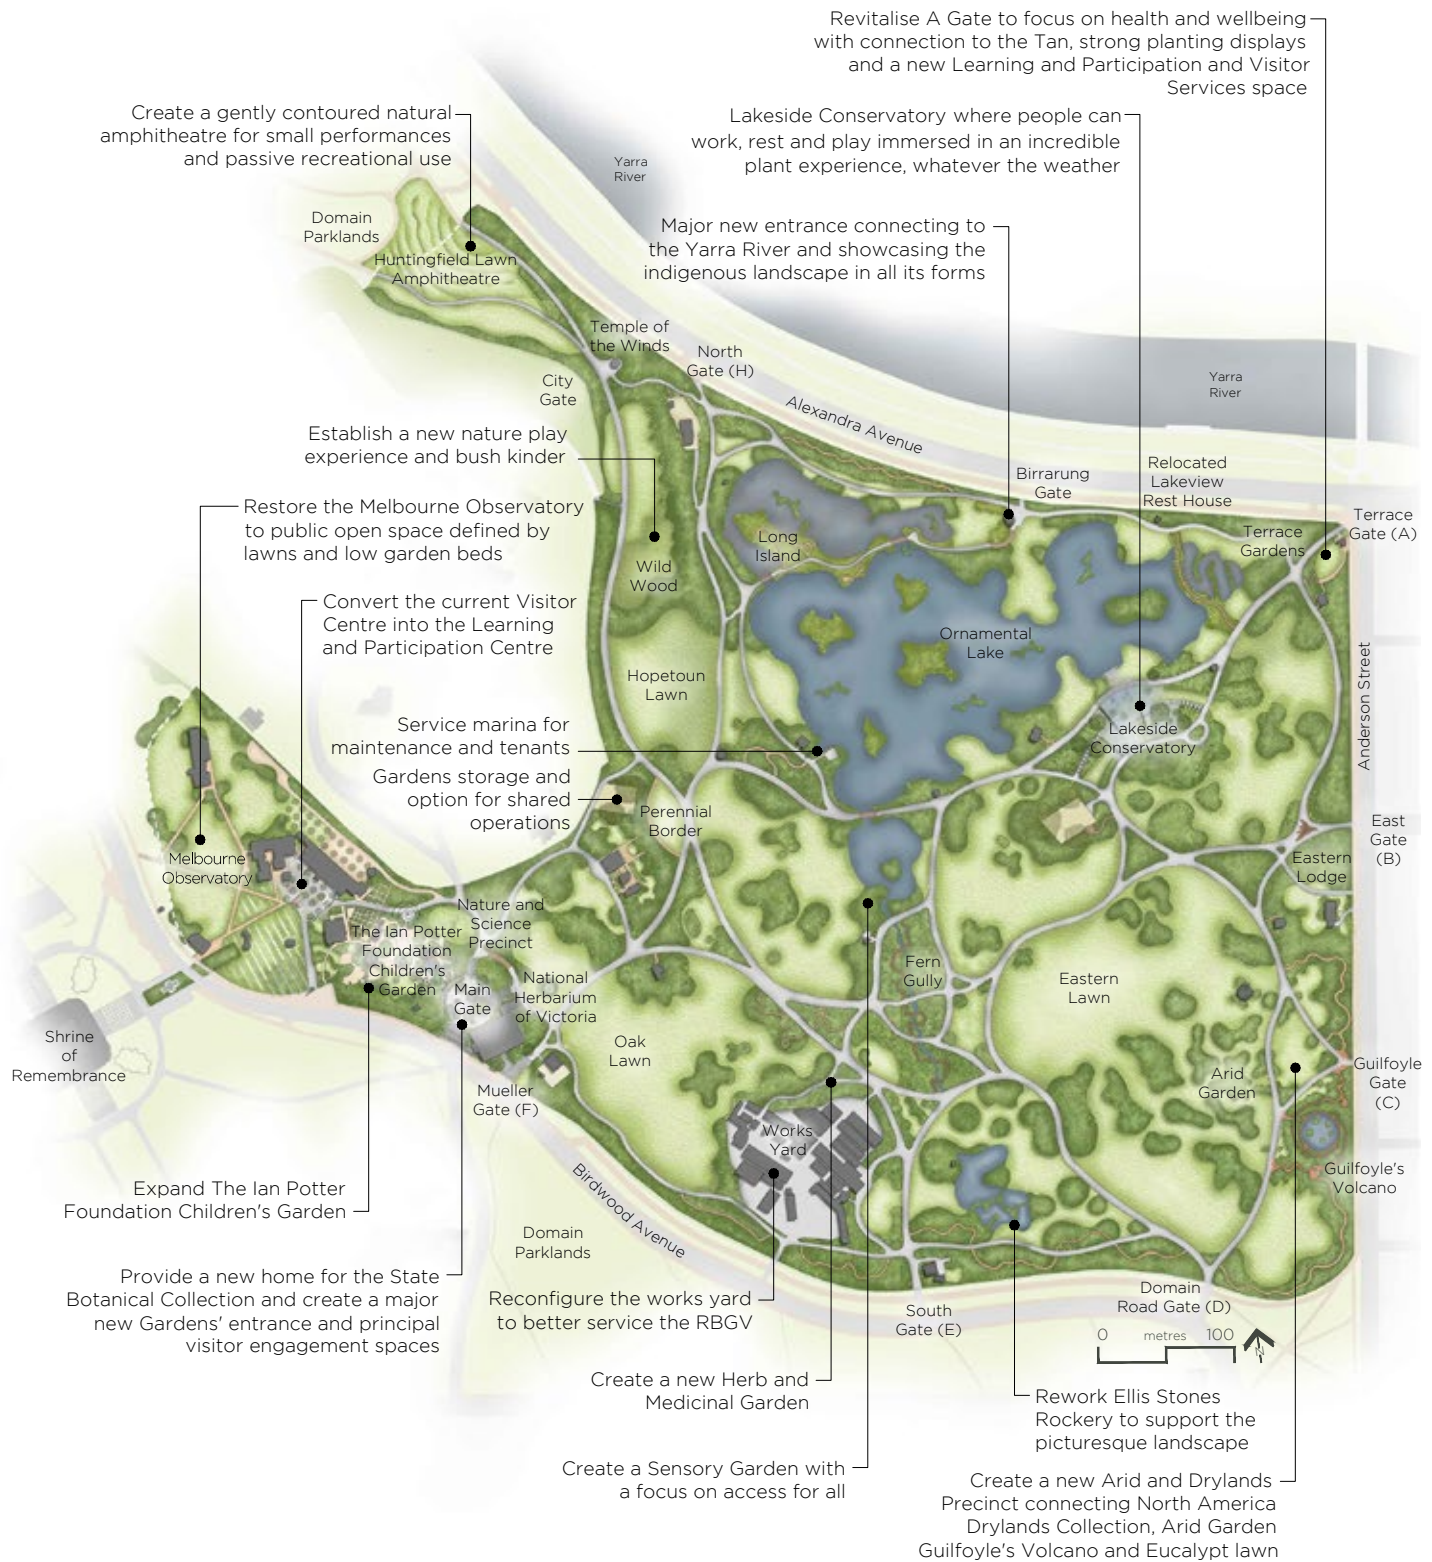 Revitalise A Gate to focus on health and wellbeing
with connection to the Tan, strong planting displays
and a new Learning and Participation and Visitor
Services space
Create a gently contoured natural
amphitheatre for small performances
and passive recreational use
Lakeside Conservatory where people can
work, rest and play immersed in an incredible
plant experience, whatever the weather
Yarra
River
Domain
Parklands
Major new entrance connecting to
the Yarra River and showcasing the
indigenous landscape in all its forms
Huntingfield Lawn
Amphitheatre
Temple of
the Winds
North
Gate (H)
City
Gate
Yarra
River
Alexandra Avenue
Establish a new nature play
experience and bush kinder
Birrarung
Gate
Relocated
Lakeview
Rest House
Restore the Melbourne Observatory
to public open space defined by
lawns and low garden beds
Terrace
Gate (A)
Terrace
Gardens
Long
Island
Wild
Wood
Convert the current Visitor
Centre into the Learning
and Participation Centre
Ornamental
Lake
Hopetoun
Lawn
Anderson Street
Service marina for
maintenance and tenants
Lakeside
Conservatory
Gardens storage and
option for shared
operations
Perennial
Border
East
Gate
(B)
Melbourne
Observatory
Eastern
Lodge
Nature and
Science
Precinct
The Ian Potter
Foundation
Children's
Garden
Main
Gate
National
Herbarium
of Victoria
Fern
Gully
Eastern
Lawn
Shrine
of
Remembrance
Oak
Lawn
Mueller
Gate (F)
Arid
Garden
Guilfoyle
Gate
(C)
Works
Yard
Guilfoyle's
Volcano
Expand The Ian Potter
Foundation Children's Garden
Birdwood Avenue
Domain
Parklands
Provide a new home for the State
Botanical Collection and create a major
new Gardens' entrance and principal
visitor engagement spaces
Reconfigure the works yard
to better service the RBGV
South
Gate (E)
Domain
Road Gate (D)
0 metres 100
N
Create a new Herb and
Medicinal Garden
Rework Ellis Stones
Rockery to support the
picturesque landscape
Create a Sensory Garden with
a focus on access for all
Create a new Arid and Drylands
Precinct connecting North America
Drylands Collection, Arid Garden
Guilfoyle's Volcano and Eucalypt lawn